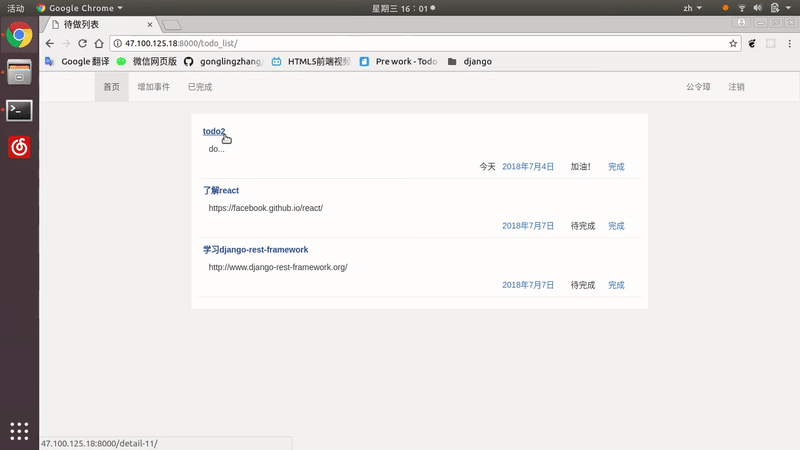 活动 Google Chrome 星期三 16：01 zh
待做列表
47.100.125.18:8000/todo_list/
Google 翻译 微信网页版 gonglingzhang/ HTML5前端视频 Pre work - Todo django
首页 增加事件 已完成 公令璋 注销
todo2
do...
今天 2018年7月4日 加油! 完成
了解react
https://facebook.github.io/react/
2018年7月7日 待完成 完成
学习django-rest-framework
http://www.django-rest-framework.org/
2018年7月7日 待完成 完成
47.100.125.18:8000/detail-11/